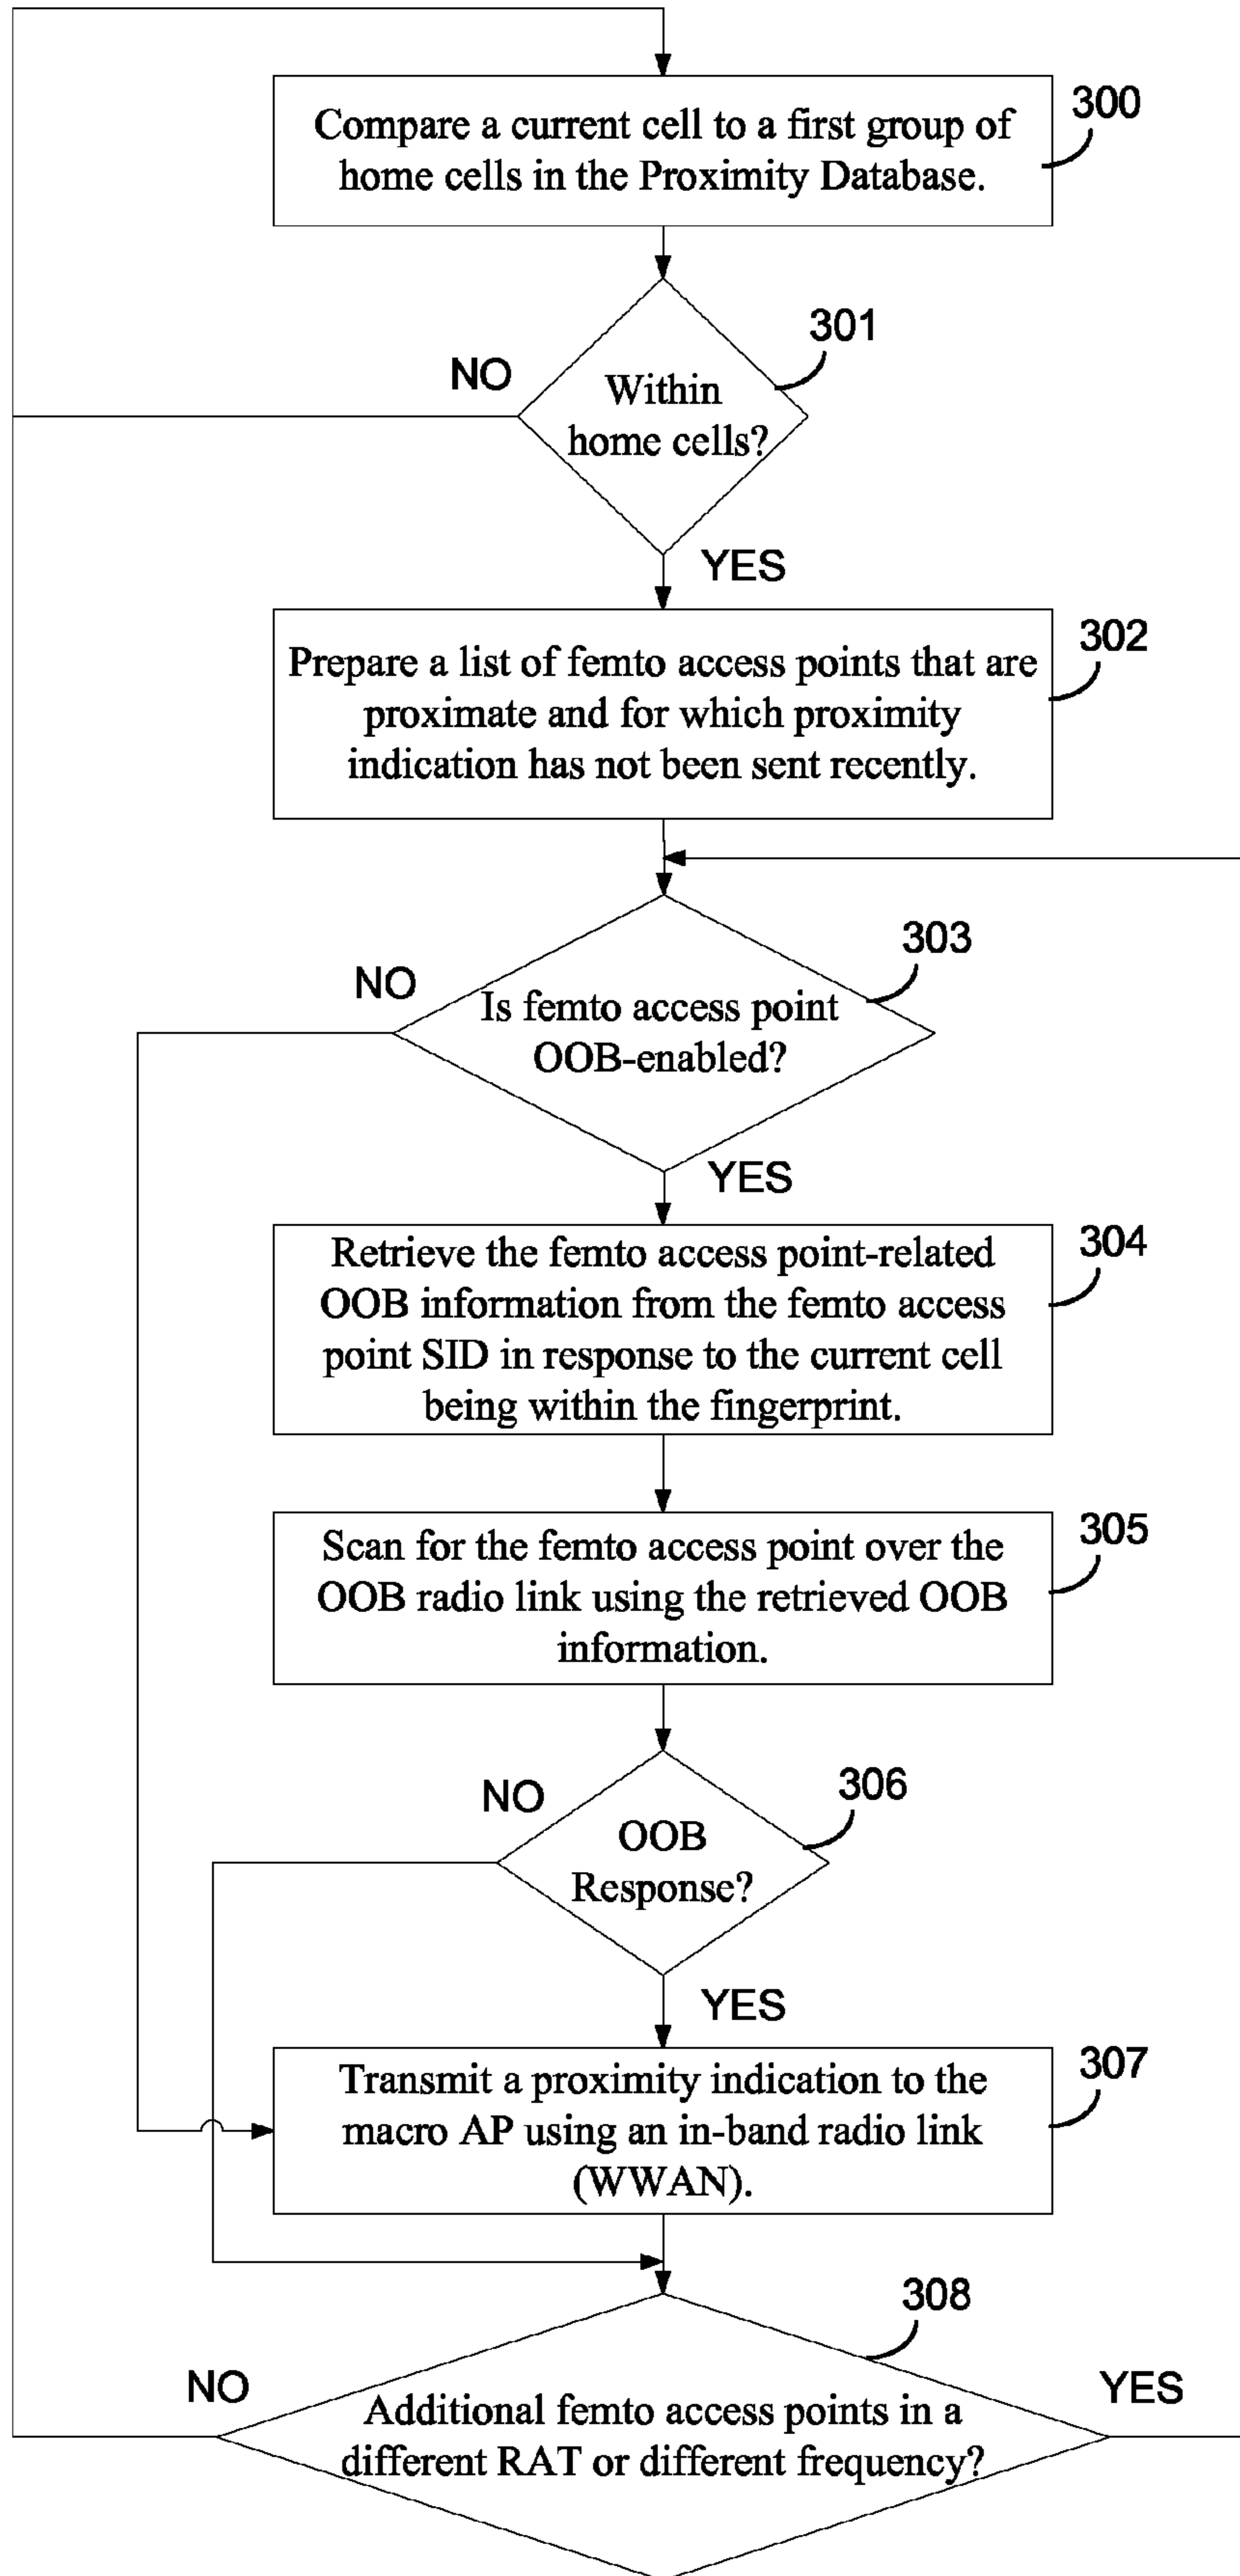 Compare a current cell to a first group of
home cells in the Proximity Database.
300
301
NO
Within
home cells?
YES
302
Prepare a list of femto access points that are
proximate and for which proximity
indication has not been sent recently.
303
NO
Is femto access point
OOB-enabled?
YES
304
Retrieve the femto access point-related
OOB information from the femto access
point SID in response to the current cell
being within the fingerprint.
305
Scan for the femto access point over the
OOB radio link using the retrieved OOB
information.
306
NO
OOB
Response?
YES
307
Transmit a proximity indication to the
macro AP using an in-band radio link
(WWAN).
308
NO
YES
Additional femto access points in a
different RAT or different frequency?